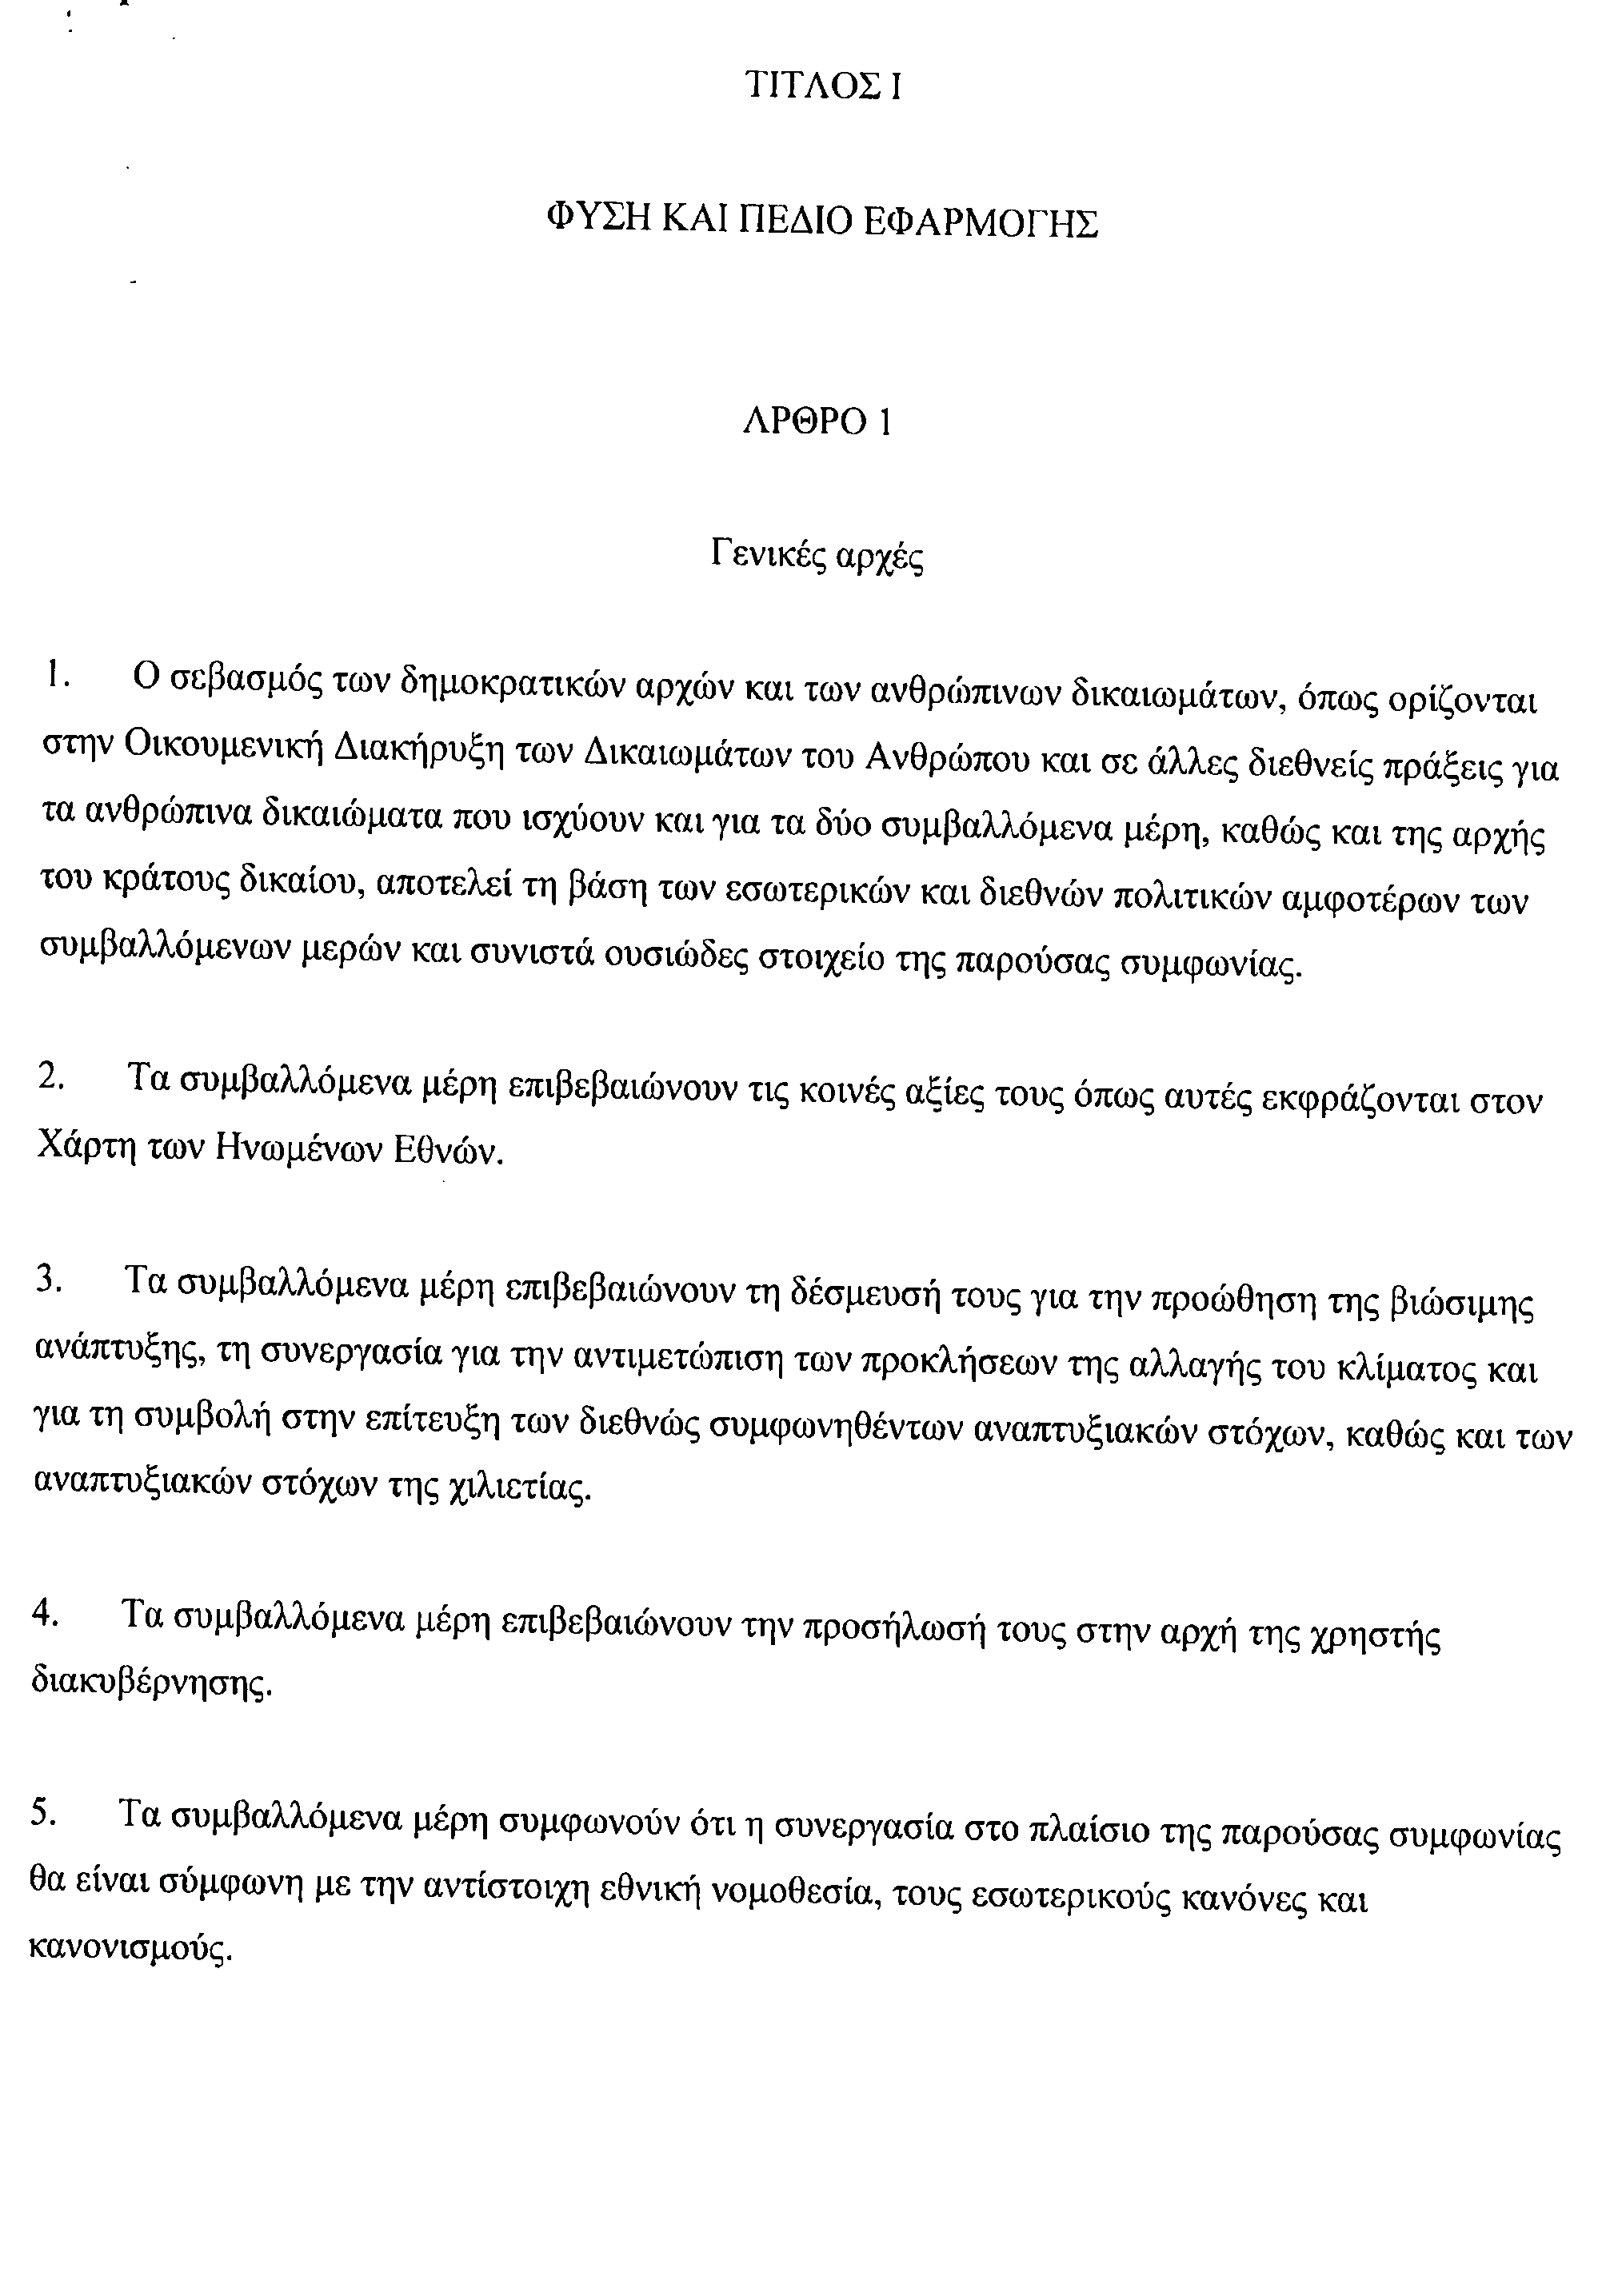 ΤΙΤΛΟΣ Ι
ΦΥΣΗ ΚΑΙ ΠΕΔΙΟ ΕΦΑΡΜΟΓΗΣ
ΑΡΘΡΟ 1
Γενικές αρχές
1. Ο σεβασμός των δημοκρατικών αρχών και των ανθρώπινων δικαιωμάτων, όπως ορίζονται
στην Οικουμενική Διακήρυξη των Δικαιωμάτων του Ανθρώπου και σε άλλες διεθνείς πράξεις για
τα ανθρώπινα δικαιώματα που ισχύουν και για τα δύο συμβαλλόμενα μέρη, καθώς και της αρχής
του κράτους δικαίου, αποτελεί τη βάση των εσωτερικών και διεθνών πολιτικών αμφοτέρων των
συμβαλλόμενων μερών και συνιστά ουσιώδες στοιχείο της παρούσας συμφωνίας.
2. Τα συμβαλλόμενα μέρη επιβεβαιώνουν τις κοινές αξίες τους όπως αυτές εκφράζονται στον
Χάρτη των Ηνωμένων Εθνών.
3. Τα συμβαλλόμενα μέρη επιβεβαιώνουν τη δέσμευσή τους για την προώθηση της βιώσιμης
ανάπτυξης, τη συνεργασία για την αντιμετώπιση των προκλήσεων της αλλαγής του κλίματος και
για τη συμβολή στην επίτευξη των διεθνώς συμφωνηθέντων αναπτυξιακών στόχων, καθώς και των
αναπτυξιακών στόχων της χιλιετίας.
4. Τα συμβαλλόμενα μέρη επιβεβαιώνουν την προσήλωσή τους στην αρχή της χρηστής
διακυβέρνησης.
5. Τα συμβαλλόμενα μέρη συμφωνούν ότι η συνεργασία στο πλαίσιο της παρούσας συμφωνίας
θα είναι σύμφωνη με την αντίστοιχη εθνική νομοθεσία, τους εσωτερικούς κανόνες και
κανονισμούς.